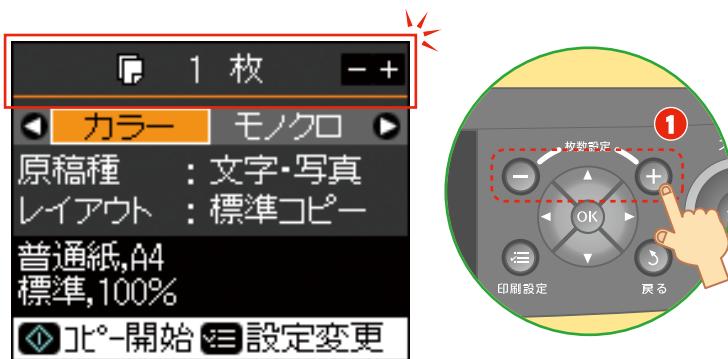 1 枚 - +
カラー モノクロ
原稿種 : 文字・写真
レイアウト : 標準コピー
普通紙,A4
標準,100%
コピー開始 設定変更
1
枚数設定
- +
OK
印刷設定 戻る